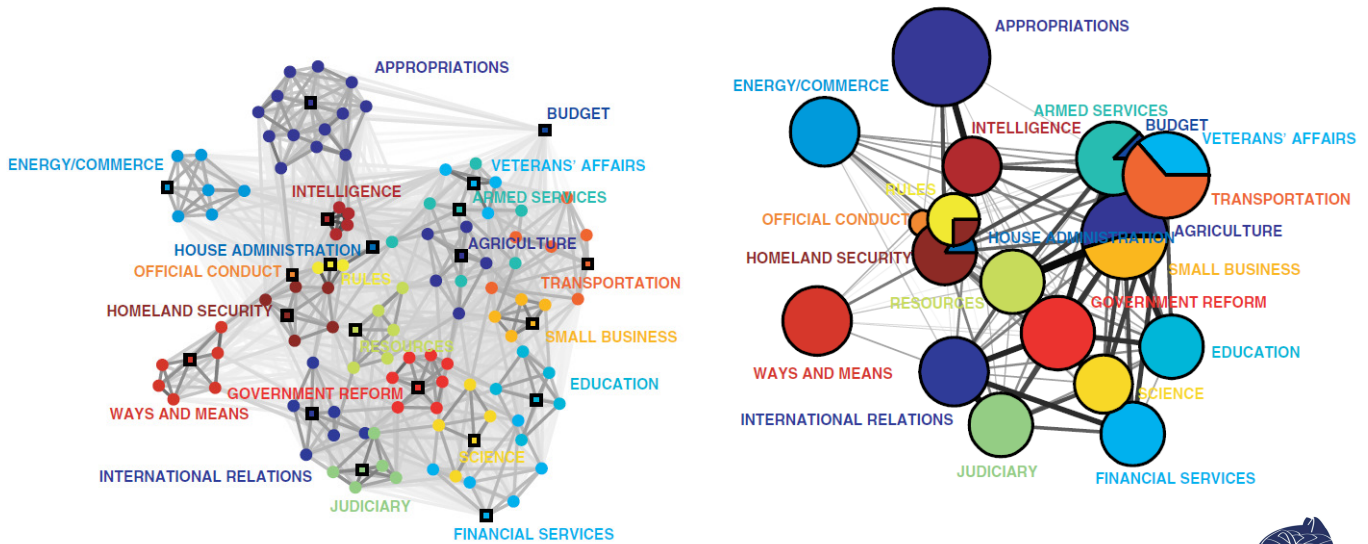 APPROPRIATIONS
BUDGET
ENERGY/COMMERCE
VETERANS' AFFAIRS
INTELLIGENCE
ARMED SERVICES
HOUSE ADMINISTRATION
AGRICULTURE
OFFICIAL CONDUCT
RULES
TRANSPORTATION
HOMELAND SECURITY
SMALL BUSINESS
RESOURCES
EDUCATION
GOVERNMENT REFORM
WAYS AND MEANS
SCIENCE
INTERNATIONAL RELATIONS
JUDICIARY
FINANCIAL SERVICES
APPROPRIATIONS
ENERGY/COMMERCE
ARMED SERVICES
INTELLIGENCE
BUDGET
VETERANS' AFFAIRS
RULES
TRANSPORTATION
OFFICIAL CONDUCT
HOUSE ADMINISTRATION
AGRICULTURE
HOMELAND SECURITY
SMALL BUSINESS
RESOURCES
GOVERNMENT REFORM
EDUCATION
WAYS AND MEANS
SCIENCE
INTERNATIONAL RELATIONS
JUDICIARY
FINANCIAL SERVICES